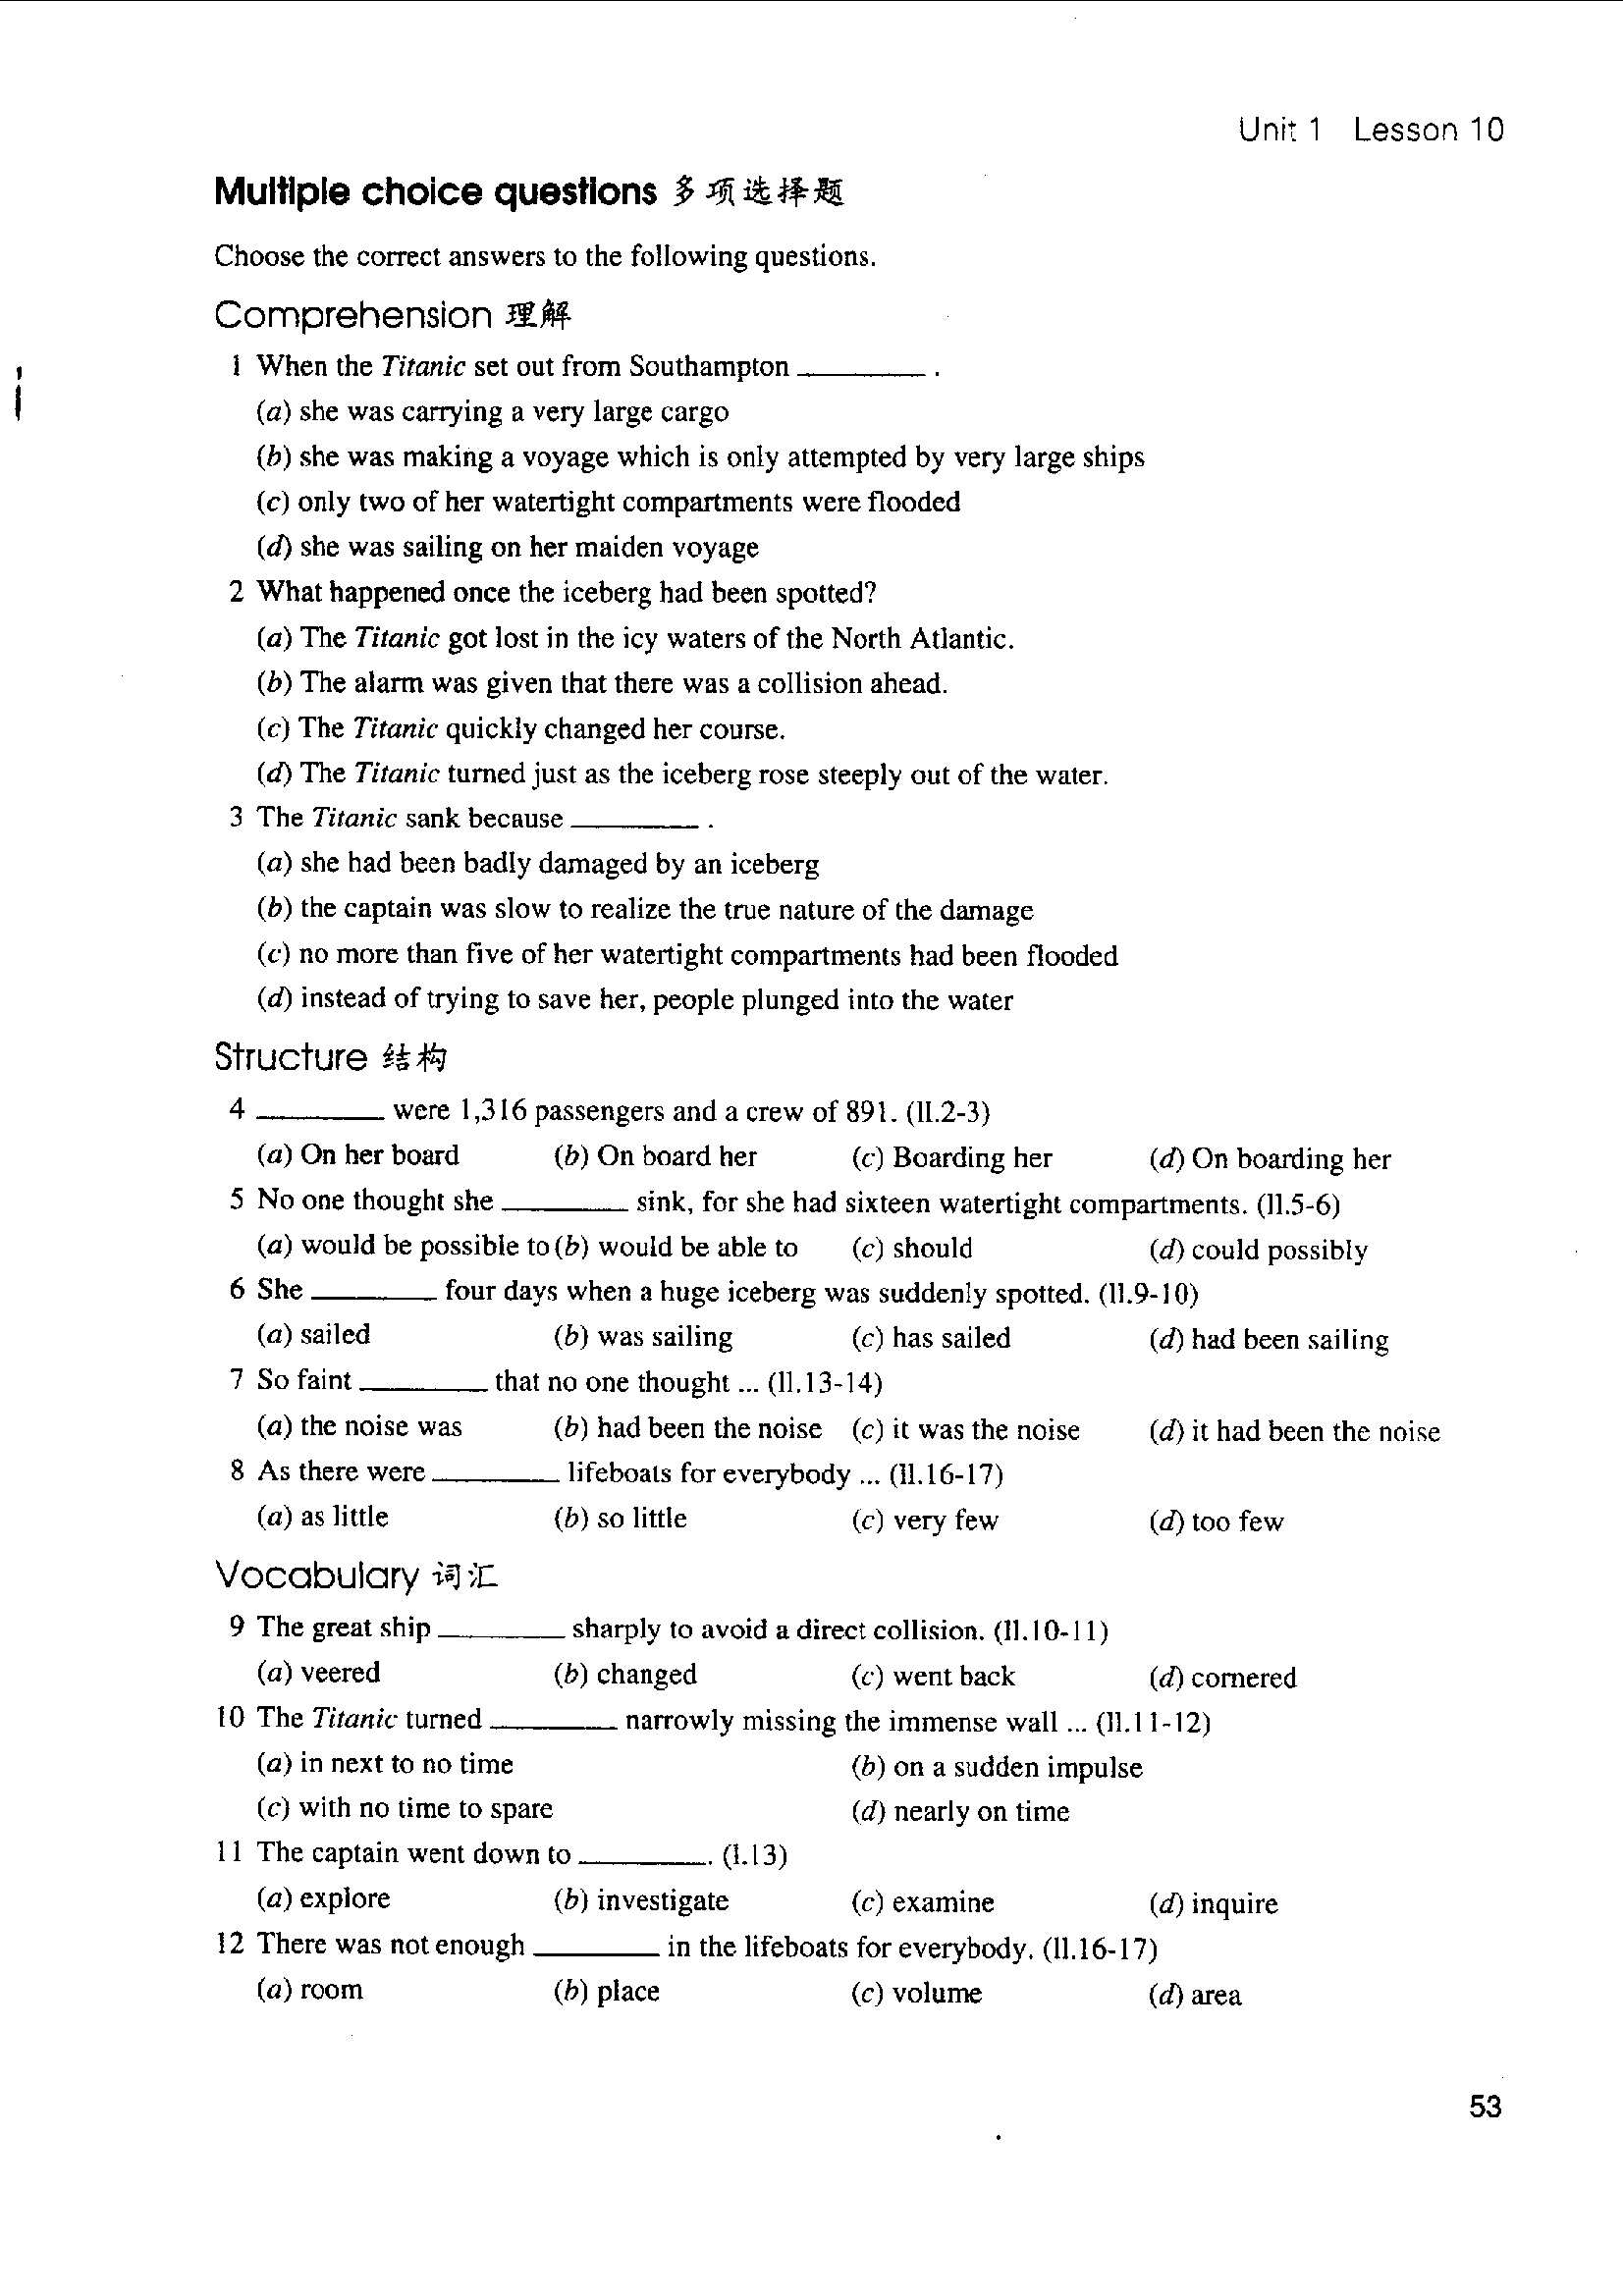 Unit 1 Lesson 10
Multiple choice questions 多项选择题
Choose the correct answers to the following questions.
Comprehension 理解
1 When the Titanic set out from Southampton ________ .
(a) she was carrying a very large cargo
(b) she was making a voyage which is only attempted by very large ships
(c) only two of her watertight compartments were flooded
(d) she was sailing on her maiden voyage
2 What happened once the iceberg had been spotted?
(a) The Titanic got lost in the icy waters of the North Atlantic.
(b) The alarm was given that there was a collision ahead.
(c) The Titanic quickly changed her course.
(d) The Titanic turned just as the iceberg rose steeply out of the water.
3 The Titanic sank because ________ .
(a) she had been badly damaged by an iceberg
(b) the captain was slow to realize the true nature of the damage
(c) no more than five of her watertight compartments had been flooded
(d) instead of trying to save her, people plunged into the water
Structure 结构
4 ________ were 1,316 passengers and a crew of 891. (ll.2-3)
(a) On her board (b) On board her (c) Boarding her (d) On boarding her
5 No one thought she ________ sink, for she had sixteen watertight compartments. (ll.5-6)
(a) would be possible to (b) would be able to (c) should (d) could possibly
6 She ________ four days when a huge iceberg was suddenly spotted. (ll.9-10)
(a) sailed (b) was sailing (c) has sailed (d) had been sailing
7 So faint ________ that no one thought ... (ll.13-14)
(a) the noise was (b) had been the noise (c) it was the noise (d) it had been the noise
8 As there were ________ lifeboats for everybody ... (ll.16-17)
(a) as little (b) so little (c) very few (d) too few
Vocabulary 词汇
9 The great ship ________ sharply to avoid a direct collision. (ll.10-11)
(a) veered (b) changed (c) went back (d) cornered
10 The Titanic turned ________ narrowly missing the immense wall ... (ll.11-12)
(a) in next to no time (b) on a sudden impulse
(c) with no time to spare (d) nearly on time
11 The captain went down to ________. (l.13)
(a) explore (b) investigate (c) examine (d) inquire
12 There was not enough ________ in the lifeboats for everybody. (ll.16-17)
(a) room (b) place (c) volume (d) area
53